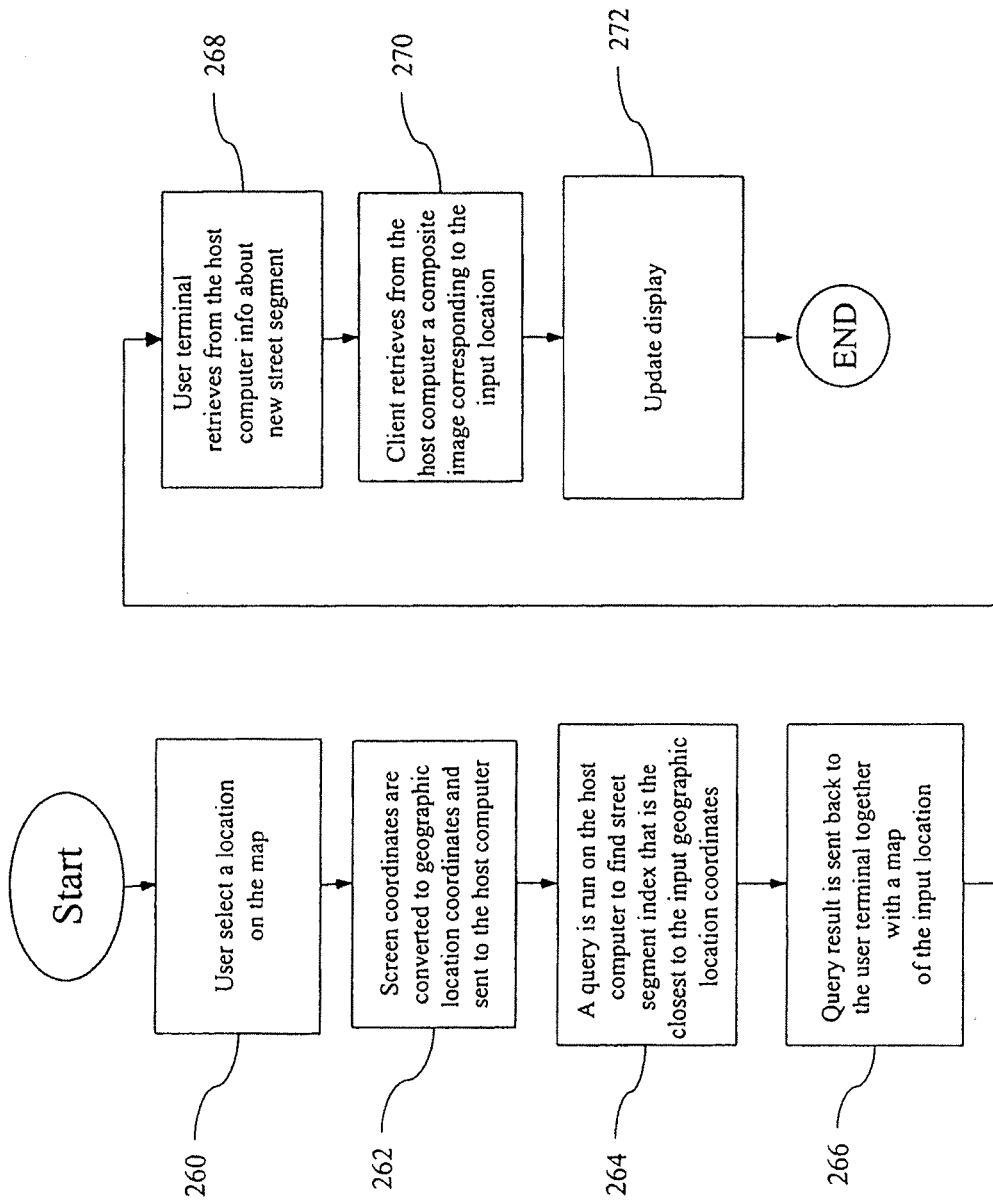 Start
User select a location
on the map
260
Screen coordinates are
converted to geographic
location coordinates and
sent to the host computer
262
A query is run on the host
computer to find street
segment index that is the
closest to the input geographic
location coordinates
264
Query result is sent back to
the user terminal together
with a map
of the input location
266
User terminal
retrieves from the host
computer info about
new street segment
268
Client retrieves from the
host computer a composite
image corresponding to the
input location
270
Update display
272
END